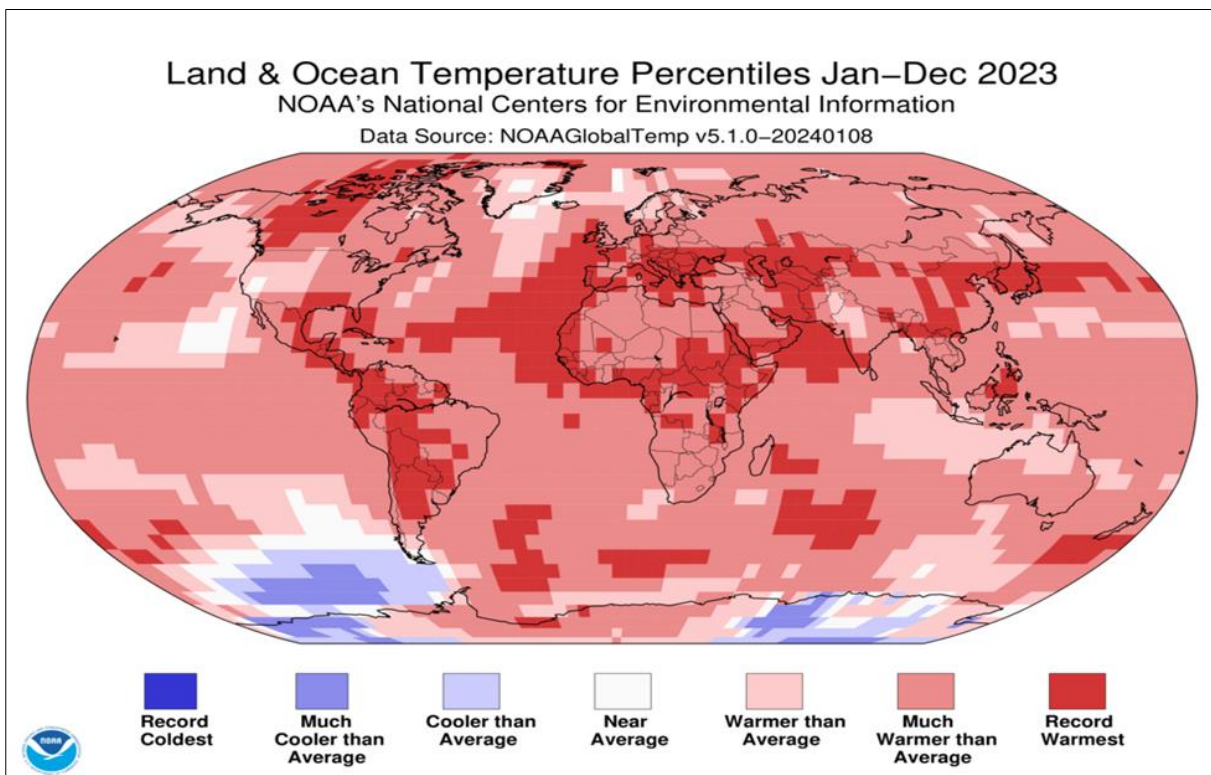 Land & Ocean Temperature Percentiles Jan–Dec 2023
NOAA's National Centers for Environmental Information
Data Source: NOAAGlobalTemp v5.1.0–20240108
Record
Coldest
Much
Cooler than
Average
Cooler than
Average
Near
Average
Warmer than
Average
Much
Warmer than
Average
Record
Warmest
NOAA